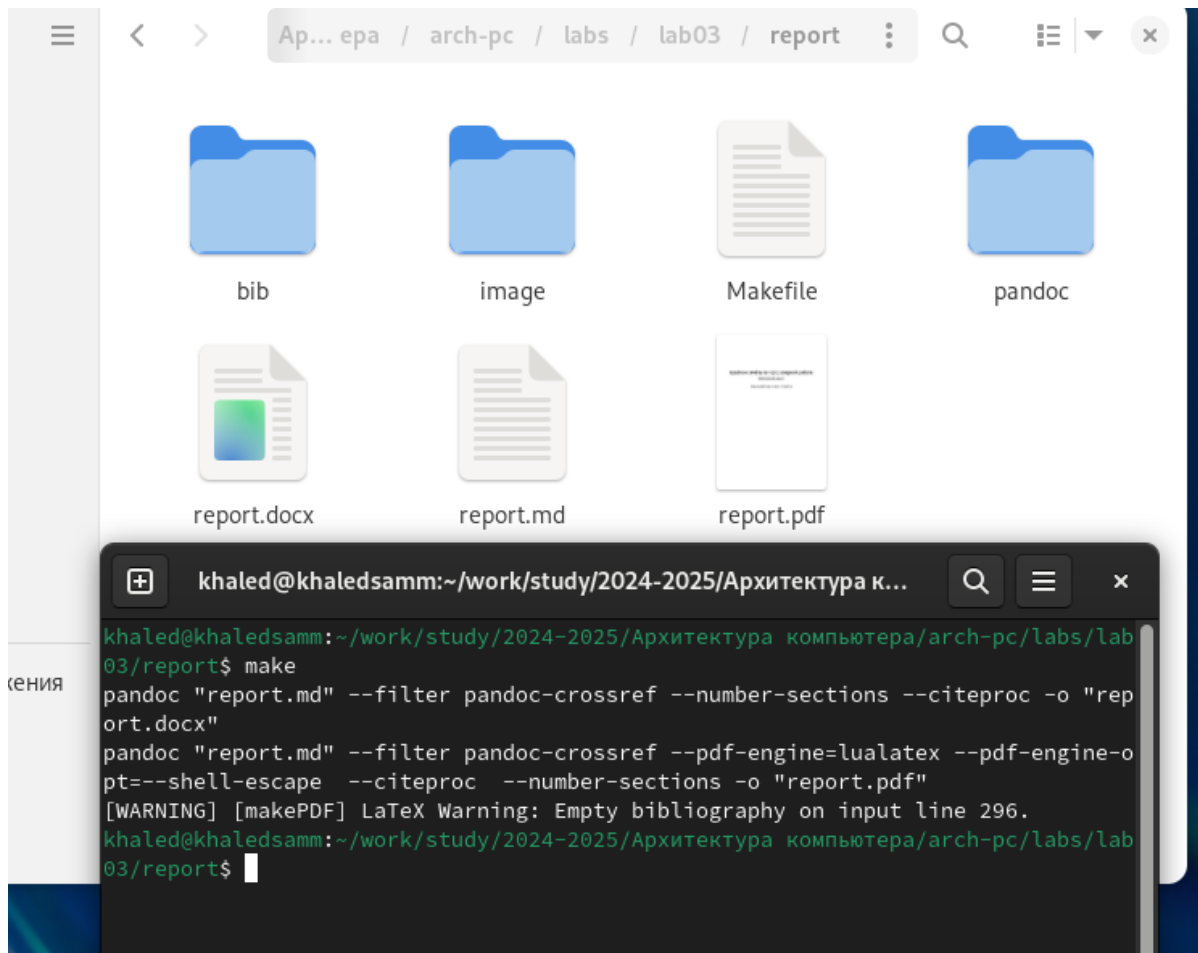 Ap... epa / arch-pc / labs / lab03 / report
bib
image
Makefile
pandoc
report.docx
report.md
report.pdf
khaled@khaledsamm:~/work/study/2024-2025/Архитектура к...
khaled@khaledsamm:~/work/study/2024-2025/Архитектура компьютера/arch-pc/labs/lab
03/report$ make
pandoc "report.md" --filter pandoc-crossref --number-sections --citeproc -o "rep
ort.docx"
pandoc "report.md" --filter pandoc-crossref --pdf-engine=lualatex --pdf-engine-o
pt=--shell-escape  --citeproc  --number-sections -o "report.pdf"
[WARNING] [makePDF] LaTeX Warning: Empty bibliography on input line 296.
khaled@khaledsamm:~/work/study/2024-2025/Архитектура компьютера/arch-pc/labs/lab
03/report$
жения